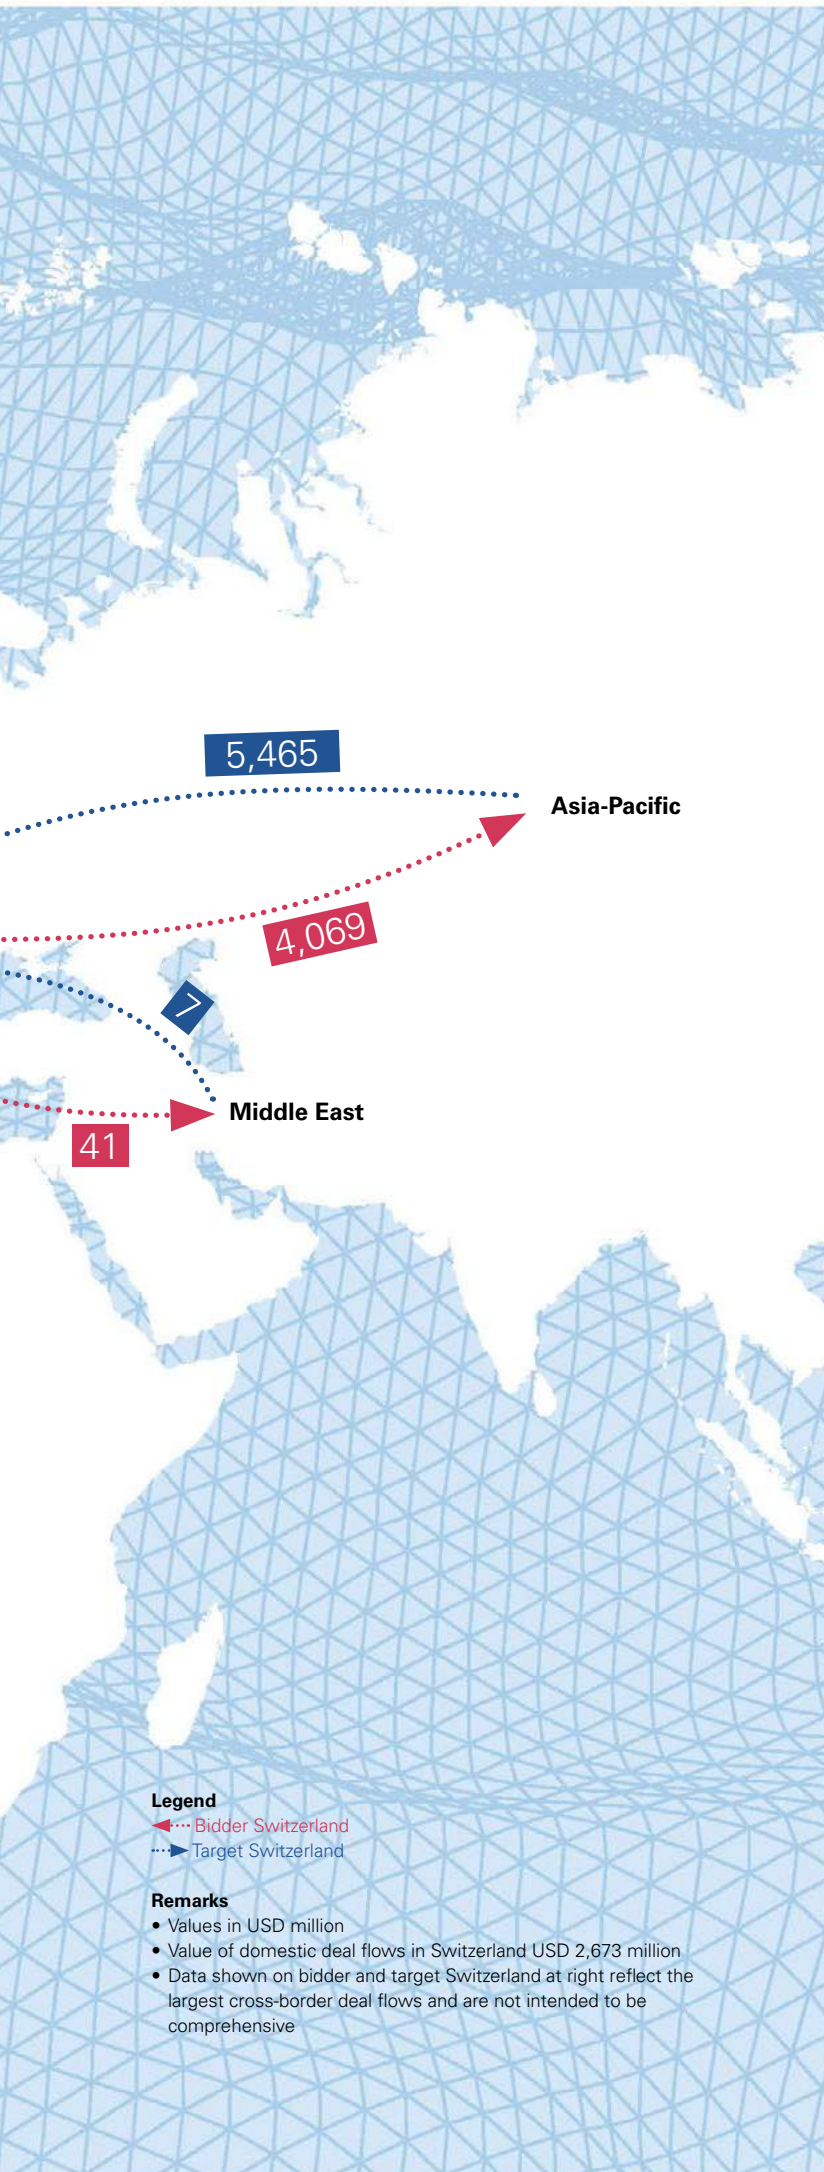 5,465
Asia-Pacific
4,069
7
Middle East
41
Legend
Bidder Switzerland
Target Switzerland
Remarks
• Values in USD million
• Value of domestic deal flows in Switzerland USD 2,673 million
• Data shown on bidder and target Switzerland at right reflect the
largest cross-border deal flows and are not intended to be
comprehensive